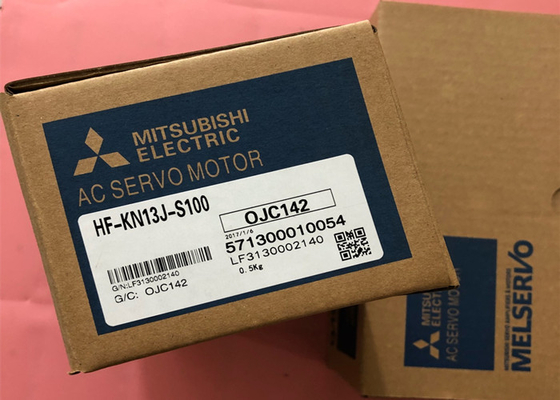 MITSUBISHI
ELECTRIC
AC SERVO MOTOR
HF-KN13J-S100
OJC142
2017/1/6
571300010054
LF3130002140
0.5Kg
G/N:LF3130002140
G/C: OJC142
MITSUBISHI
ELECTRIC
AC SERVO MOTOR
MELSERVO